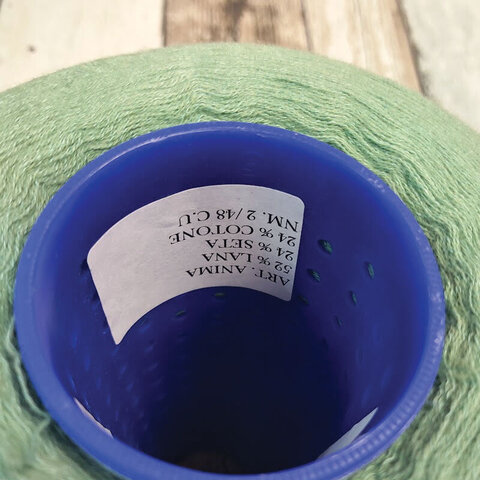 ART. ANIMA
52 % LANA
24 % SETA
24 % COTONE
NM. 2/48 C.U